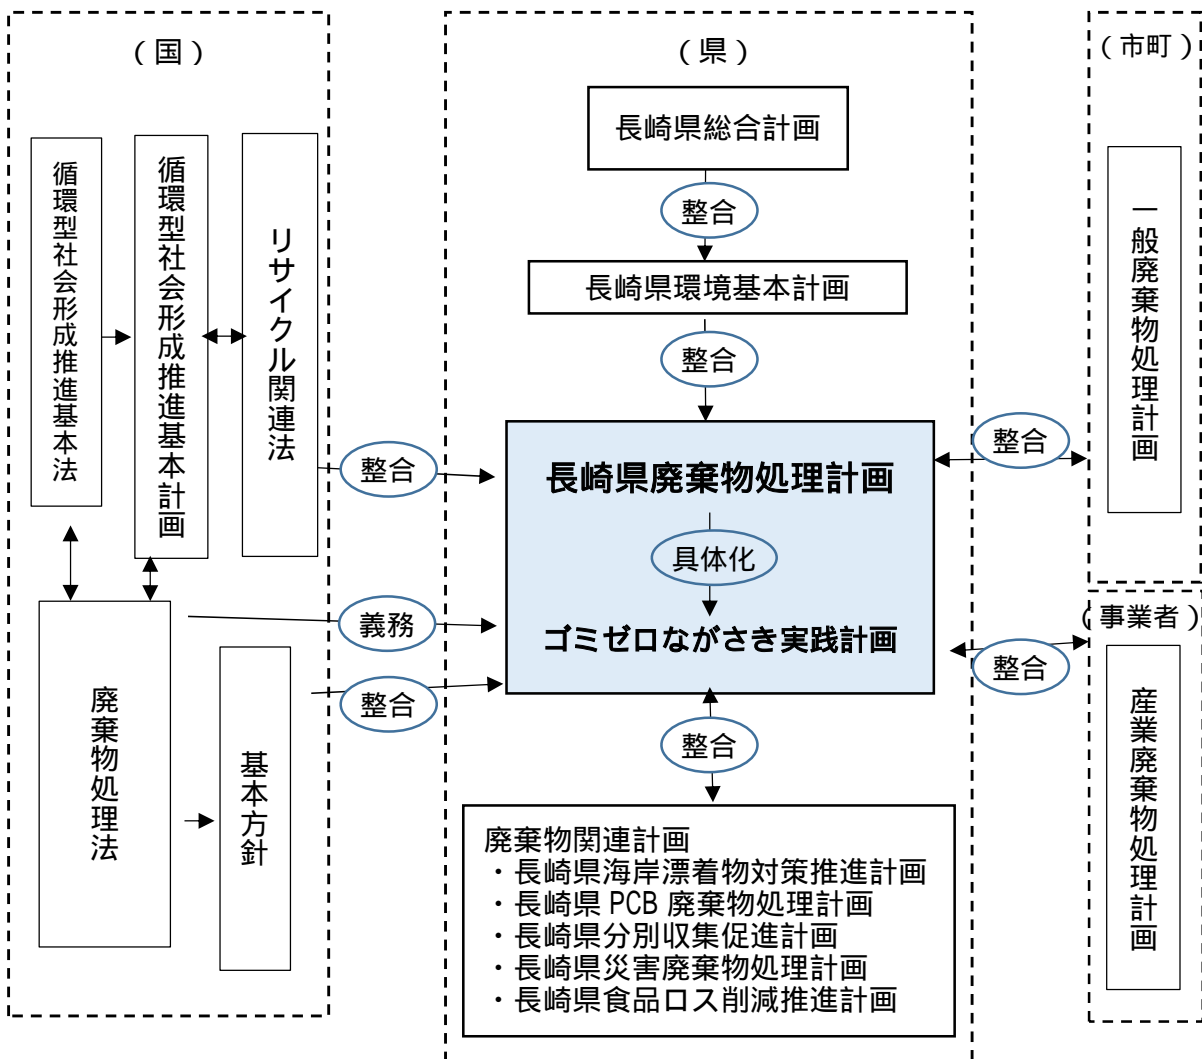 （国）
循環型社会形成推進基本法
循環型社会形成推進基本計画
リサイクル関連法
廃棄物処理法
基本方針
整合
義務
整合
（県）
長崎県総合計画
整合
長崎県環境基本計画
整合
長崎県廃棄物処理計画
具体化
ゴミゼロながさき実践計画
整合
廃棄物関連計画
・長崎県海岸漂着物対策推進計画
・長崎県 PCB 廃棄物処理計画
・長崎県分別収集促進計画
・長崎県災害廃棄物処理計画
・長崎県食品ロス削減推進計画
整合
整合
（市町）
一般廃棄物処理計画
（事業者）
産業廃棄物処理計画